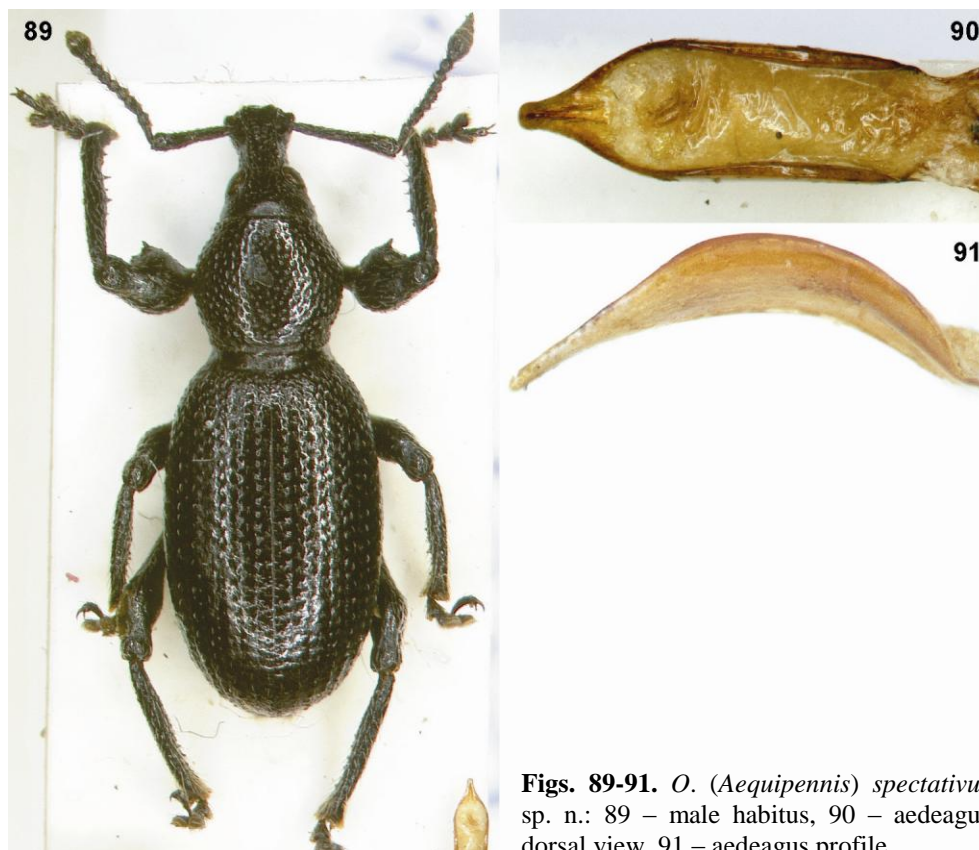 89
90
91
Figs. 89-91. O. (Aequipennis) spectativu
sp. n.: 89 – male habitus, 90 – aedeagu
dorsal view, 91 – aedeagus profile